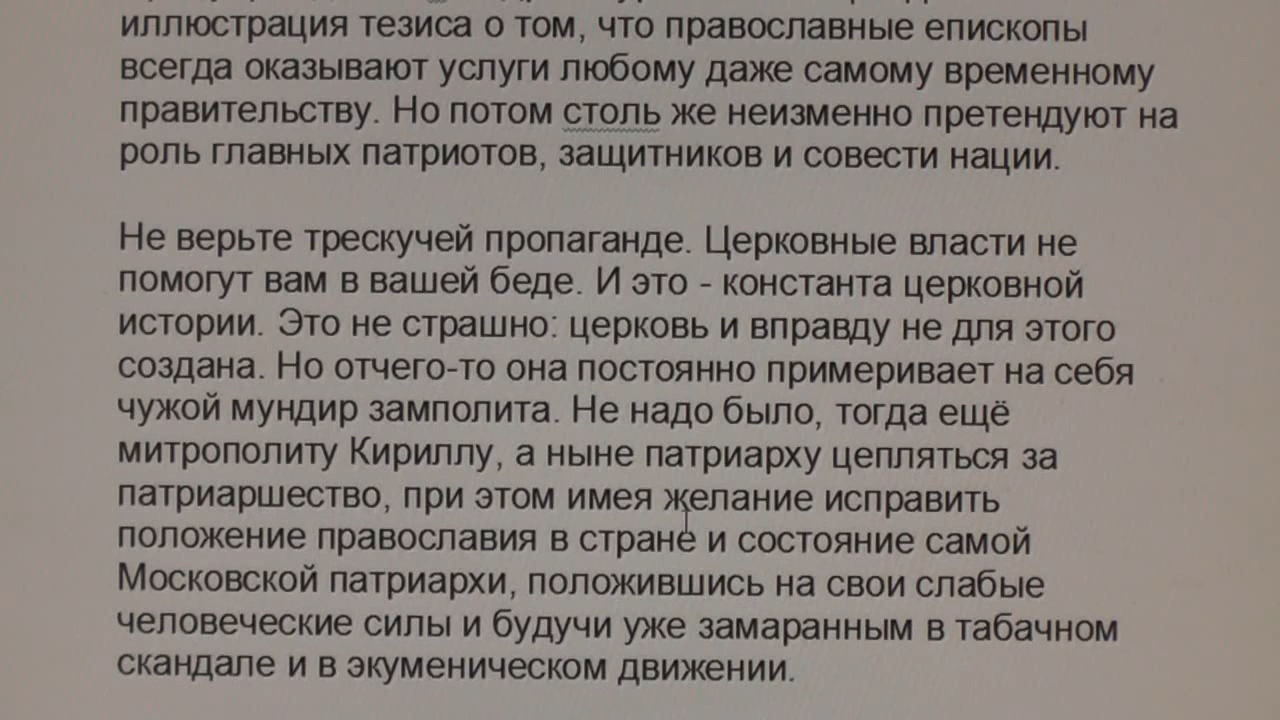 иллюстрация тезиса о том, что православные епископы
всегда оказывают услуги любому даже самому временному
правительству. Но потом столь же неизменно претендуют на
роль главных патриотов, защитников и совести нации.
Не верьте трескучей пропаганде. Церковные власти не
помогут вам в вашей беде. И это - константа церковной
истории. Это не страшно: церковь и вправду не для этого
создана. Но отчего-то она постоянно примеривает на себя
чужой мундир замполита. Не надо было, тогда ещё
митрополиту Кириллу, а ныне патриарху цепляться за
патриаршество, при этом имея желание исправить
положение православия в стране и состояние самой
Московской патриархи, положившись на свои слабые
человеческие силы и будучи уже замаранным в табачном
скандале и в экуменическом движении.